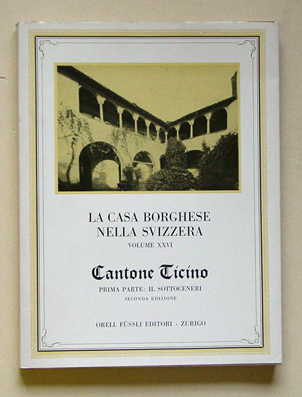 LA CASA BORGHESE
NELLA SVIZZERA
VOLUME XXVI
Cantone Ticino
PRIMA PARTE: IL SOTTOCENERI
SECONDA EDIZIONE
ORELL FÜSSLI EDITORI - ZURIGO